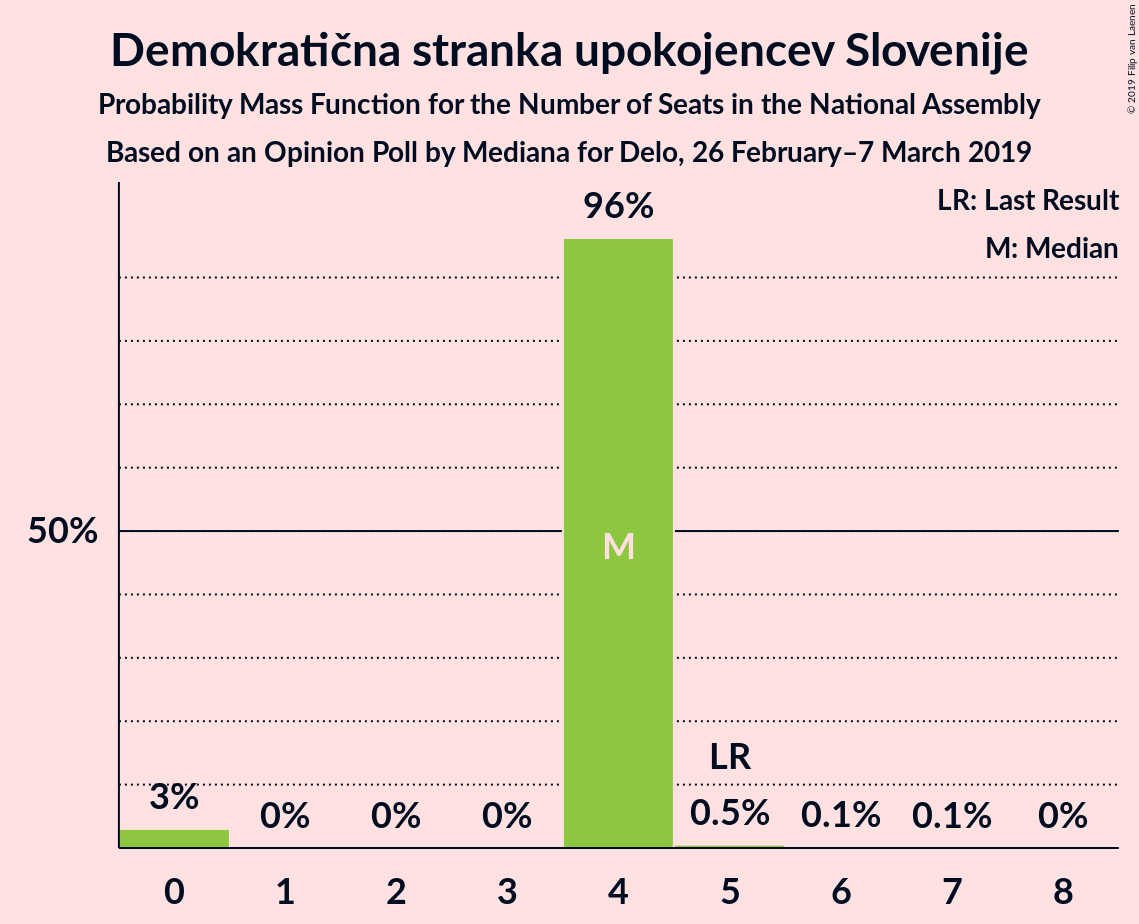 Demokratična stranka upokojencev Slovenije
Probability Mass Function for the Number of Seats in the National Assembly
Based on an Opinion Poll by Mediana for Delo, 26 February–7 March 2019
© 2019 Filip van Laenen
LR: Last Result
M: Median
96%
50%
M
LR
3%
0%
0%
0%
0.5%
0.1%
0.1%
0%
0 1 2 3 4 5 6 7 8